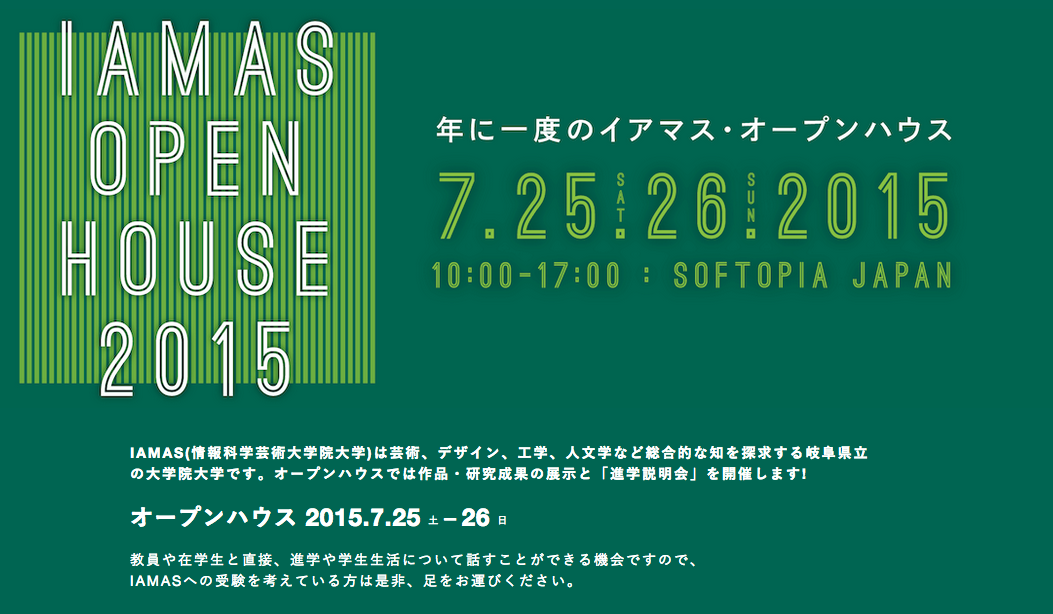 IAMAS
OPEN
HOUSE
2015
年に一度のイアマス・オープンハウス
7.25 SAT. 26 SUN. 2015
10:00-17:00 : SOFTOPIA JAPAN
IAMAS(情報科学芸術大学院大学)は芸術、デザイン、工学、人文学など総合的な知を探求する岐阜県立
の大学院大学です。オープンハウスでは作品・研究成果の展示と「進学説明会」を開催します!
オープンハウス 2015.7.25 土 – 26 日
教員や在学生と直接、進学や学生生活について話すことができる機会ですので、
IAMASへの受験を考えている方は是非、足をお運びください。